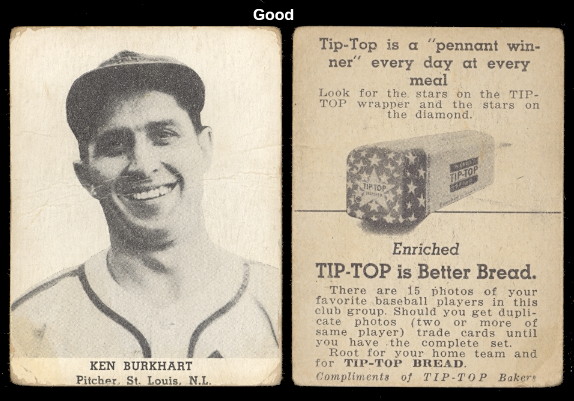 Good
KEN BURKHART
Pitcher, St. Louis, N.L.
Tip-Top is a "pennant win-
ner" every day at every
meal
Look for the stars on the TIP-
TOP wrapper and the stars on
the diamond.
TIP-TOP
TIP-TOP
Enriched
TIP-TOP is Better Bread.
There are 15 photos of your
favorite baseball players in this
club group. Should you get dupli-
cate photos (two or more of
same player) trade cards until
you have the complete set.
Root for your home team and
for TIP-TOP BREAD.
Compliments of TIP-TOP Bakers